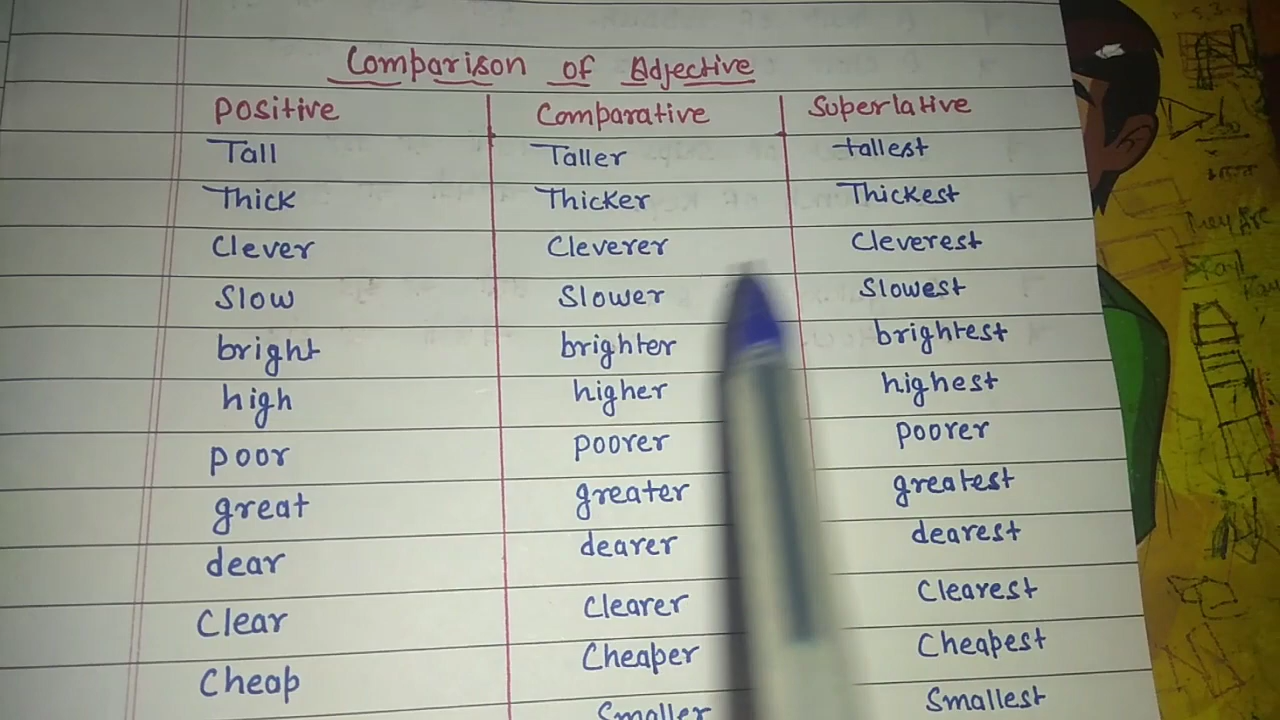 Comparison of Adjective
Positive Comparative Superlative
Tall Taller tallest
Thick Thicker Thickest
Clever Cleverer Cleverest
Slow Slower Slowest
bright brighter brightest
high higher highest
poor poorer poorer
great greater greatest
dear dearer dearest
Clear Clearer Clearest
Cheap Cheaper Cheapest
Smaller Smallest
They Are